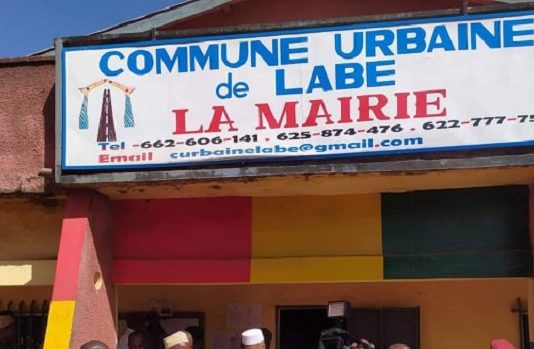 COMMUNE URBAINE
de LABE
LA MAIRIE
Tel -662-606-141 . 625-874-476 . 622-777-75
Email curbainelabe@gmail.com